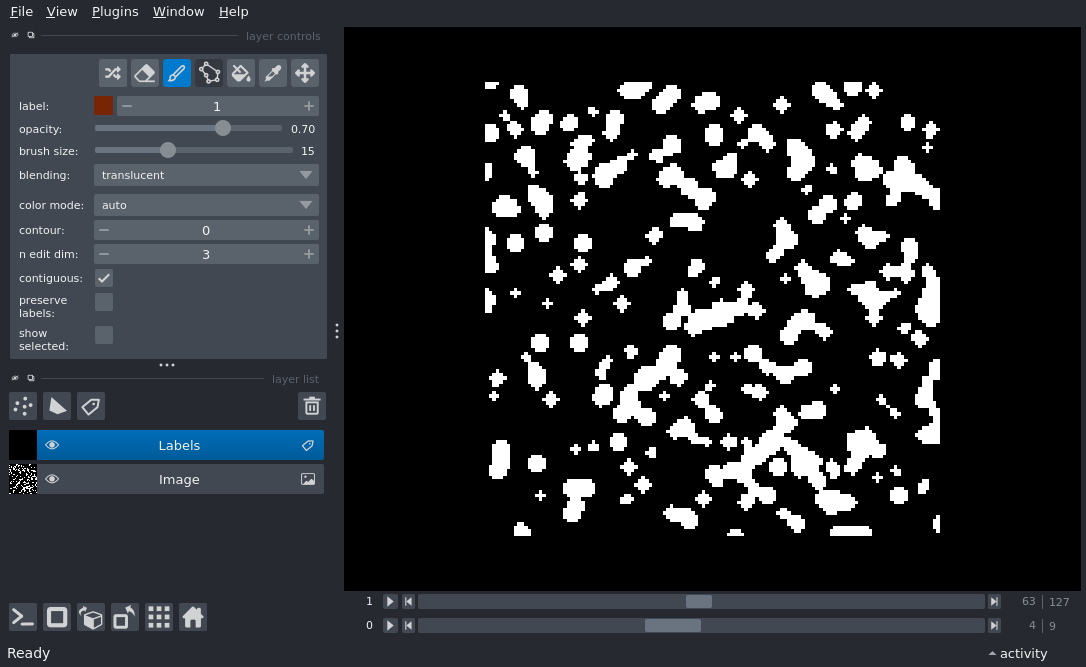 File View Plugins Window Help
layer controls
label: 1
opacity: 0.70
brush size: 15
blending: translucent
color mode: auto
contour: 0
n edit dim: 3
contiguous:
preserve
labels:
show
selected:
layer list
Labels
Image
1 63 127
0 4 9
Ready activity